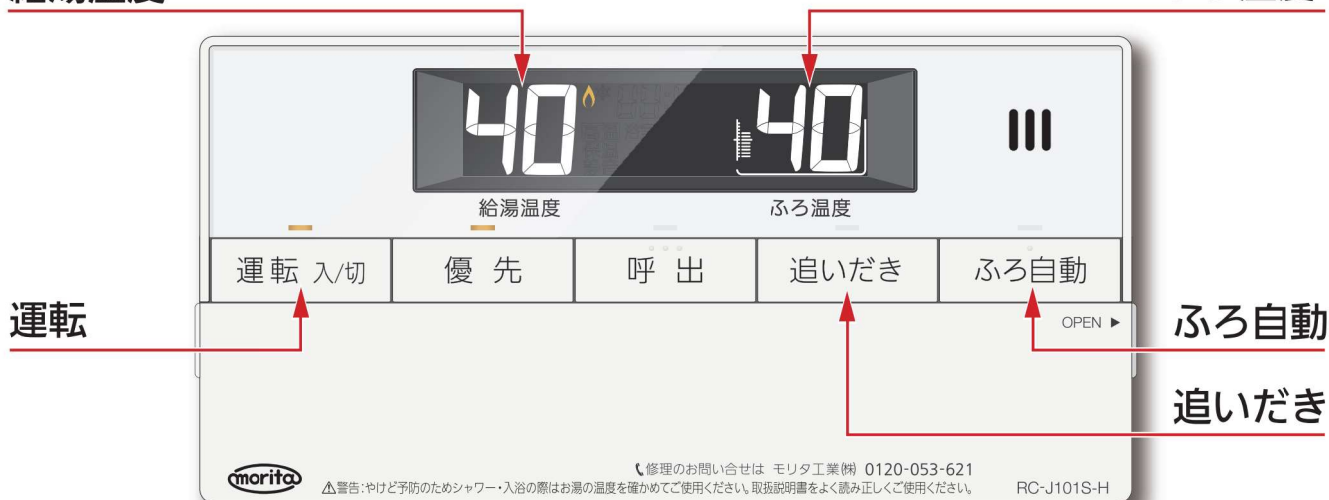 給湯温度
40
40
給湯温度
ふろ温度
運転 入/切
優先
呼出
追いだき
ふろ自動
運転
OPEN ▶
ふろ自動
追いだき
morita
修理のお問い合せは モリタ工業㈱ 0120-053-621
⚠警告:やけど予防のためシャワー・入浴の際はお湯の温度を確かめてご使用ください。取扱説明書をよく読み正しくご使用ください。
RC-J101S-H